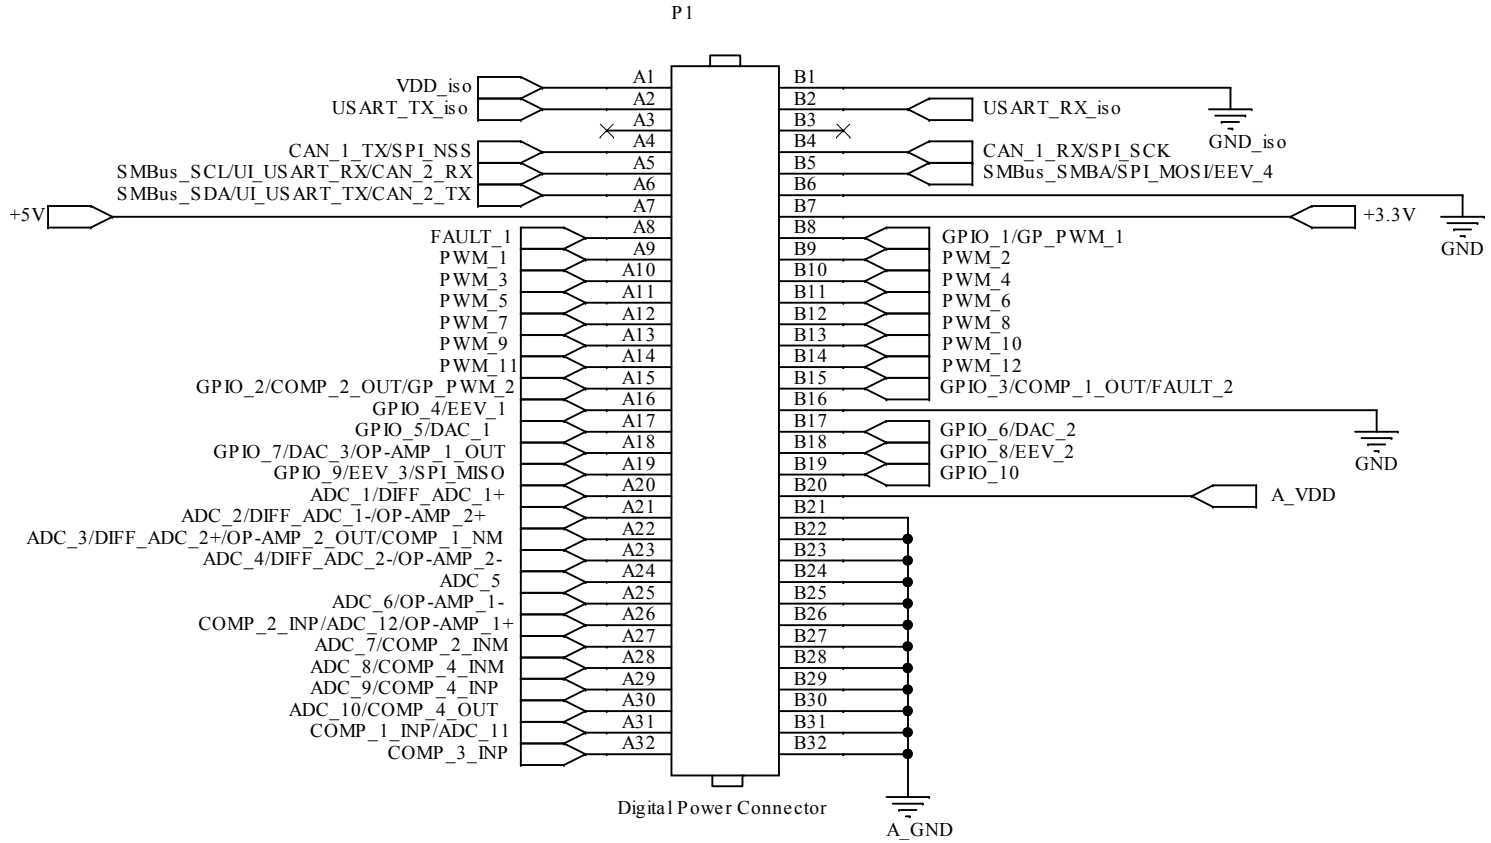 P1
VDD_iso A1 B1
USART_TX_iso A2 B2 USART_RX_iso
A3 B3
GND_iso
CAN_1_TX/SPI_NSS A4 B4 CAN_1_RX/SPI_SCK
SMBus_SCL/UI_USART_RX/CAN_2_RX A5 B5 SMBus_SMBA/SPI_MOSI/EEV_4
SMBus_SDA/UI_USART_TX/CAN_2_TX A6 B6
+5V A7 B7 +3.3V
GND
FAULT_1 A8 B8 GPIO_1/GP_PWM_1
PWM_1 A9 B9 PWM_2
PWM_3 A10 B10 PWM_4
PWM_5 A11 B11 PWM_6
PWM_7 A12 B12 PWM_8
PWM_9 A13 B13 PWM_10
PWM_11 A14 B14 PWM_12
GPIO_2/COMP_2_OUT/GP_PWM_2 A15 B15 GPIO_3/COMP_1_OUT/FAULT_2
GPIO_4/EEV_1 A16 B16
GPIO_5/DAC_1 A17 B17 GPIO_6/DAC_2
GPIO_7/DAC_3/OP-AMP_1_OUT A18 B18 GPIO_8/EEV_2
GND
GPIO_9/EEV_3/SPI_MISO A19 B19 GPIO_10
ADC_1/DIFF_ADC_1+ A20 B20 A_VDD
ADC_2/DIFF_ADC_1-/OP-AMP_2+ A21 B21
ADC_3/DIFF_ADC_2+/OP-AMP_2_OUT/COMP_1_NM A22 B22
ADC_4/DIFF_ADC_2-/OP-AMP_2- A23 B23
ADC_5 A24 B24
ADC_6/OP-AMP_1- A25 B25
COMP_2_INP/ADC_12/OP-AMP_1+ A26 B26
ADC_7/COMP_2_INM A27 B27
ADC_8/COMP_4_INM A28 B28
ADC_9/COMP_4_INP A29 B29
ADC_10/COMP_4_OUT A30 B30
COMP_1_INP/ADC_11 A31 B31
COMP_3_INP A32 B32
Digital Power Connector
A_GND